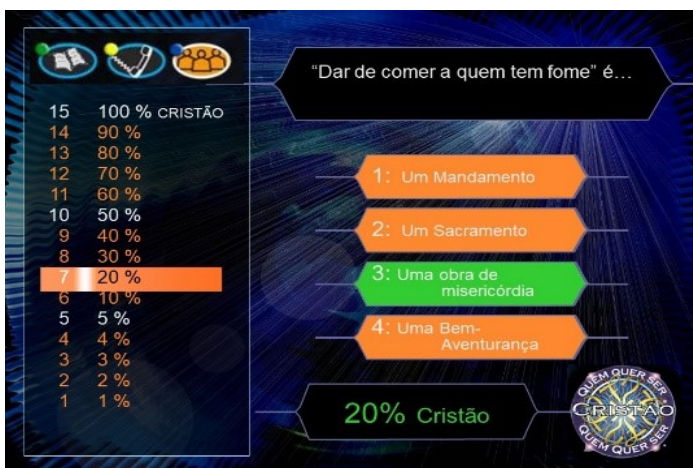 “Dar de comer a quem tem fome” é…
15 100 % CRISTÃO
14 90 %
13 80 %
12 70 %
11 60 %
10 50 %
9 40 %
8 30 %
7 20 %
6 10 %
5 5 %
4 4 %
3 3 %
2 2 %
1 1 %
1: Um Mandamento
2: Um Sacramento
3: Uma obra de
misericórdia
4: Uma Bem-
Aventurança
20% Cristão
QUEM QUER SER
CRISTÃO
QUEM QUER SER